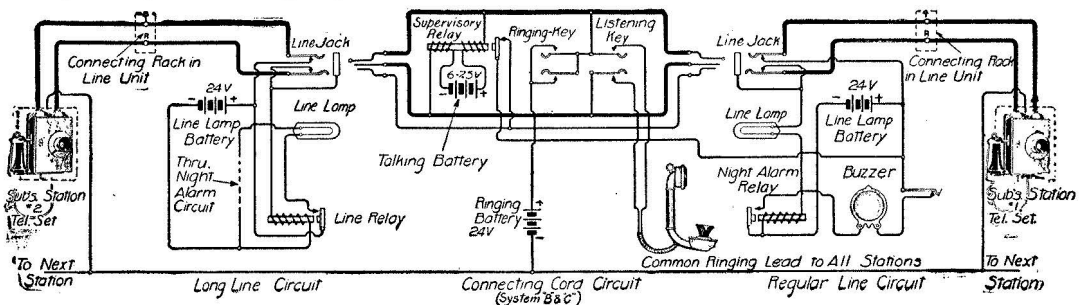 R
Connecting Rack in
Line Unit
Line Jack
24V
- +
Line Lamp
Battery
Line Lamp
Thru.
Night
Alarm
Circuit
Line Relay
Sub's. Station
#2
Tel. Set
To Next
Station
Long Line Circuit
Supervisory
Relay
6-25V
- +
Talking Battery
Ringing-Key
Listening
Key
Ringing
Battery
24V
+
-
Connecting Cord Circuit
(System "B&C")
Line Jack
R
Connecting Rack
in Line Unit
Line Lamp
24V
- +
Line Lamp
Battery
Night Alarm
Relay
Buzzer
Common Ringing Lead to All Stations
Regular Line Circuit
Sub's. Station
#1
Tel. Set.
To Next
Station